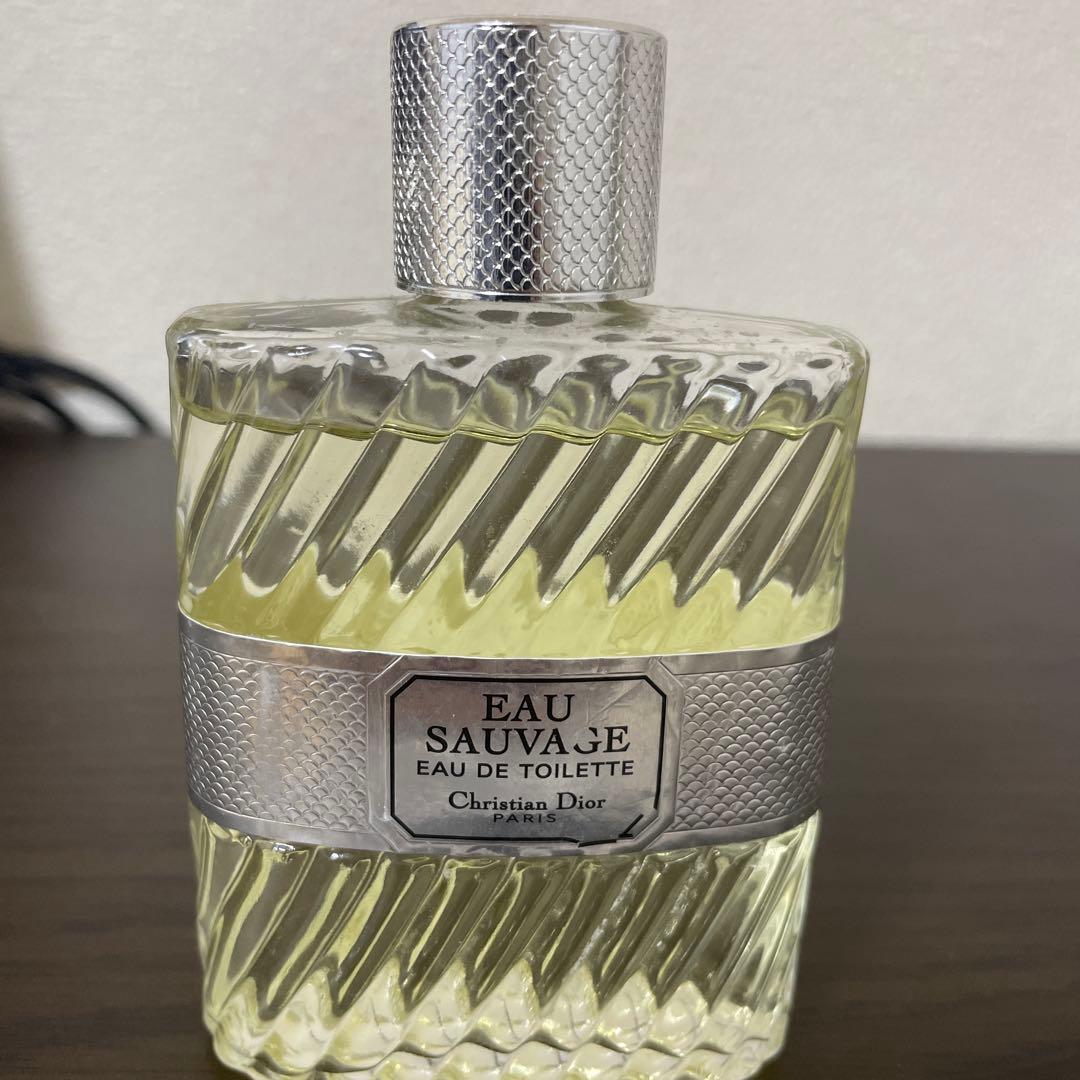 EAU
SAUVAGE
EAU DE TOILETTE
Christian Dior
PARIS